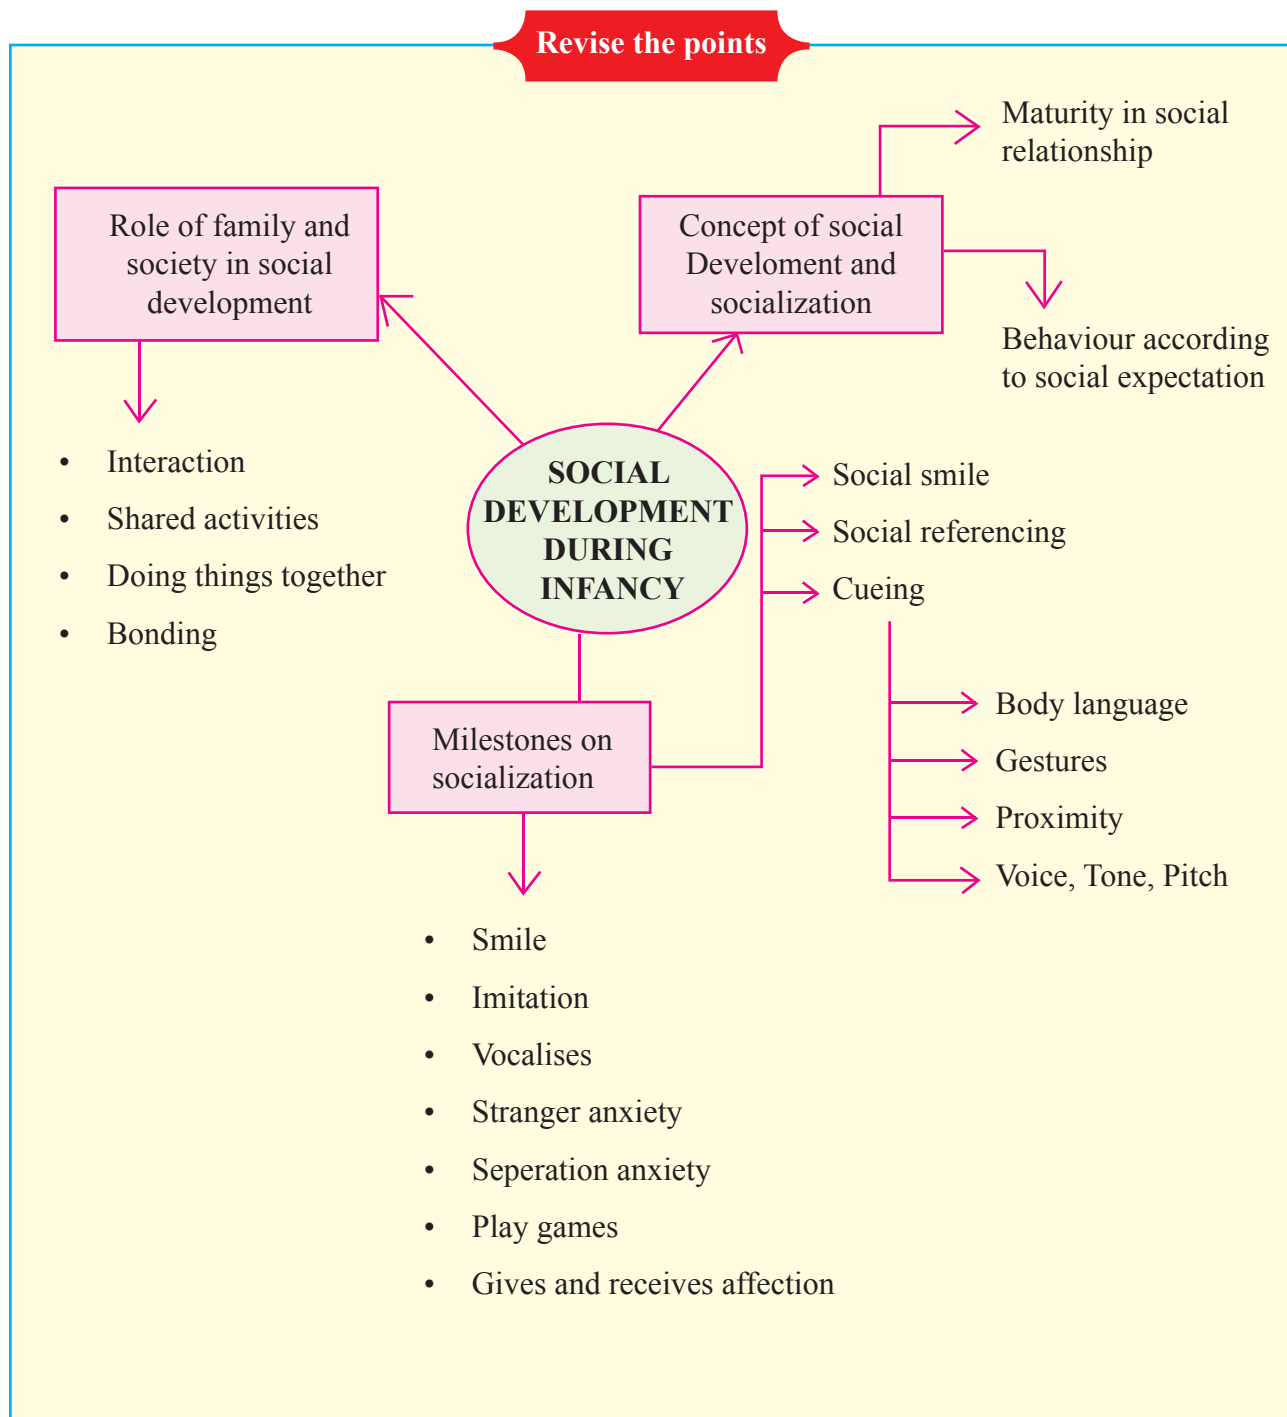 Revise the points
Maturity in social
relationship
Role of family and
society in social
development
Concept of social
Develoment and
socialization
Behaviour according
to social expectation
• Interaction
• Shared activities
• Doing things together
• Bonding
SOCIAL
DEVELOPMENT
DURING
INFANCY
Social smile
Social referencing
Cueing
Body language
Gestures
Proximity
Voice, Tone, Pitch
Milestones on
socialization
• Smile
• Imitation
• Vocalises
• Stranger anxiety
• Seperation anxiety
• Play games
• Gives and receives affection